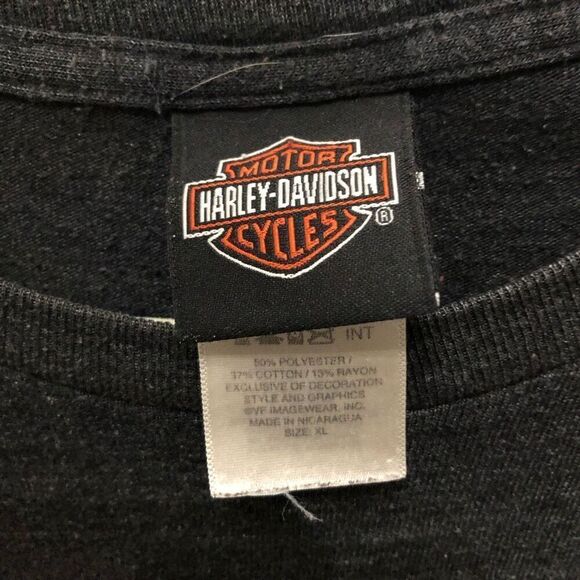 MOTOR
HARLEY-DAVIDSON
CYCLES
®
INT
50% POLYESTER /
37% COTTON / 13% RAYON
EXCLUSIVE OF DECORATION
STYLE AND GRAPHICS
©VF IMAGEWEAR, INC.
MADE IN NICARAGUA
SIZE: XL